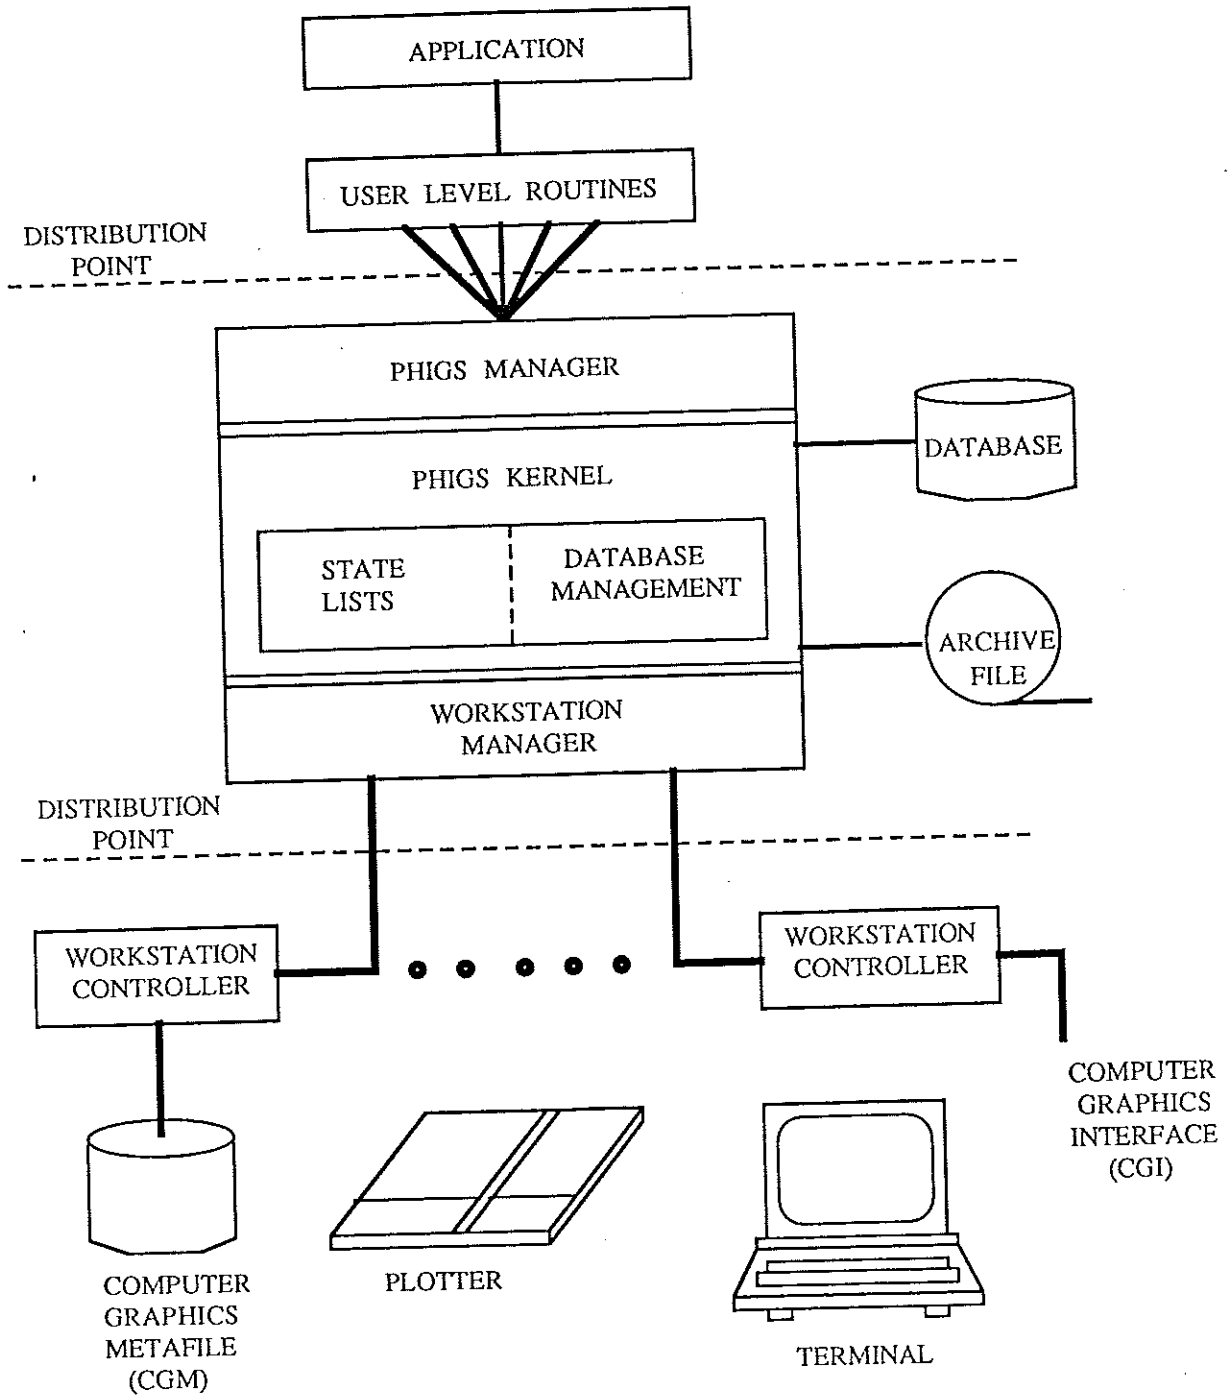 APPLICATION
USER LEVEL ROUTINES
DISTRIBUTION
POINT
PHIGS MANAGER
PHIGS KERNEL
DATABASE
STATE
LISTS
DATABASE
MANAGEMENT
ARCHIVE
FILE
WORKSTATION
MANAGER
DISTRIBUTION
POINT
WORKSTATION
CONTROLLER
WORKSTATION
CONTROLLER
COMPUTER
GRAPHICS
INTERFACE
(CGI)
COMPUTER
GRAPHICS
METAFILE
(CGM)
PLOTTER
TERMINAL